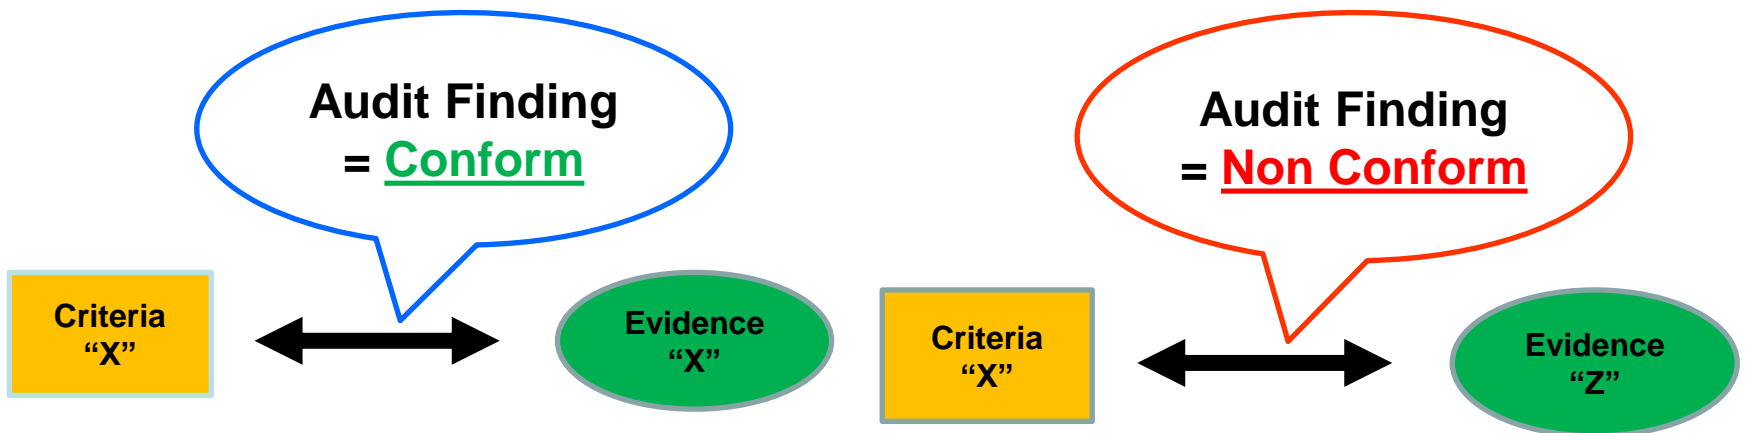 Audit Finding
= Conform
Criteria
“X”
Evidence
“X”
Audit Finding
= Non Conform
Criteria
“X”
Evidence
“Z”